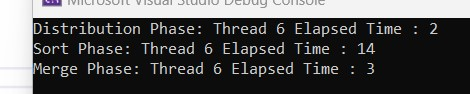 Microsoft Visual Studio Debug Console
Distribution Phase: Thread 6 Elapsed Time : 2
Sort Phase: Thread 6 Elapsed Time : 14
Merge Phase: Thread 6 Elapsed Time : 3